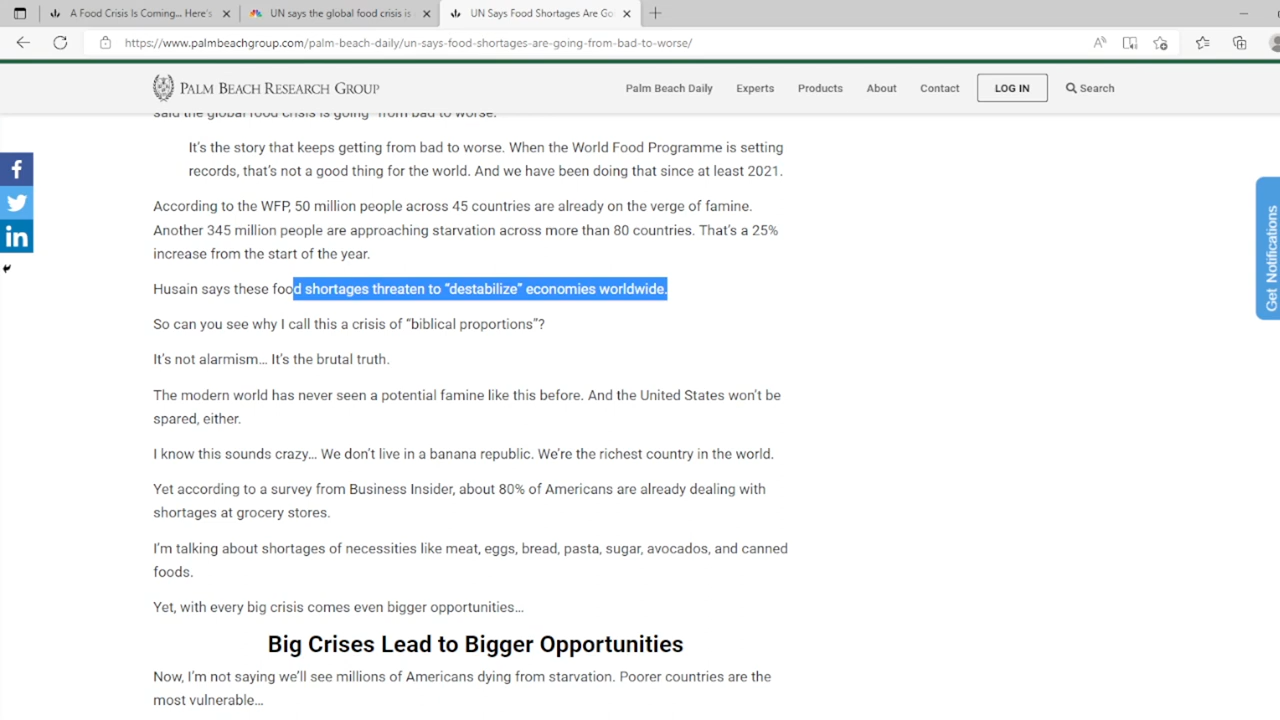 A Food Crisis Is Coming... Here's
UN says the global food crisis is
UN Says Food Shortages Are Go
https://www.palmbeachgroup.com/palm-beach-daily/un-says-food-shortages-are-going-from-bad-to-worse/
PALM BEACH RESEARCH GROUP
Palm Beach Daily Experts Products About Contact LOG IN Search
said the global food crisis is going "from bad to worse."
It's the story that keeps getting from bad to worse. When the World Food Programme is setting
records, that's not a good thing for the world. And we have been doing that since at least 2021.
According to the WFP, 50 million people across 45 countries are already on the verge of famine.
Another 345 million people are approaching starvation across more than 80 countries. That's a 25%
increase from the start of the year.
Husain says these food shortages threaten to "destabilize" economies worldwide.
So can you see why I call this a crisis of "biblical proportions"?
It's not alarmism… It's the brutal truth.
The modern world has never seen a potential famine like this before. And the United States won't be
spared, either.
I know this sounds crazy… We don't live in a banana republic. We're the richest country in the world.
Yet according to a survey from Business Insider, about 80% of Americans are already dealing with
shortages at grocery stores.
I'm talking about shortages of necessities like meat, eggs, bread, pasta, sugar, avocados, and canned
foods.
Yet, with every big crisis comes even bigger opportunities…
Big Crises Lead to Bigger Opportunities
Now, I'm not saying we'll see millions of Americans dying from starvation. Poorer countries are the
most vulnerable…
Get Notifications